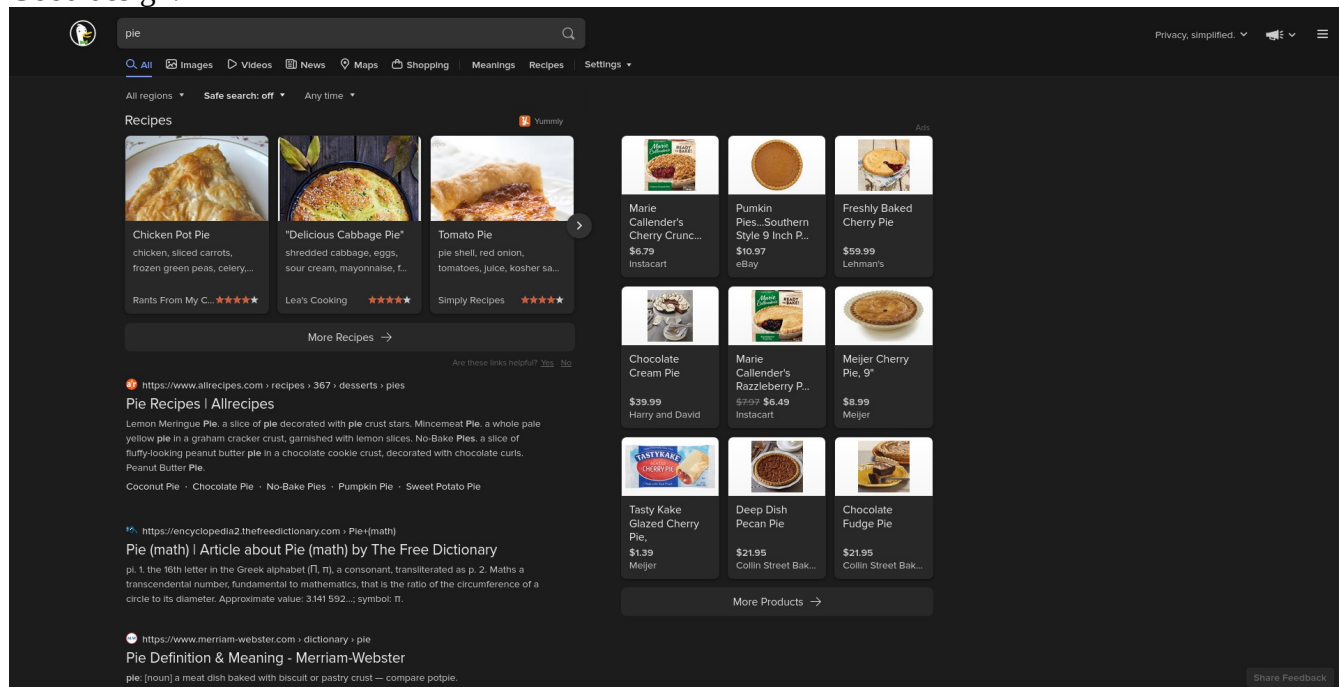 pie
Privacy, simplified.
All Images Videos News Maps Shopping Meanings Recipes Settings
All regions Safe search: off Any time
Recipes
Yummly
Chicken Pot Pie
chicken, sliced carrots,
frozen green peas, celery,...
Rants From My C...
"Delicious Cabbage Pie"
shredded cabbage, eggs,
sour cream, mayonnaise, f...
Lea's Cooking
Tomato Pie
pie shell, red onion,
tomatoes, juice, kosher sa...
Simply Recipes
More Recipes →
Are these links helpful? Yes No
https://www.allrecipes.com › recipes › 367 › desserts › pies
Pie Recipes | Allrecipes
Lemon Meringue Pie. a slice of pie decorated with pie crust stars. Mincemeat Pie. a whole pale
yellow pie in a graham cracker crust, garnished with lemon slices. No-Bake Pies. a slice of
fluffy-looking peanut butter pie in a chocolate cookie crust, decorated with chocolate curls.
Peanut Butter Pie.
Coconut Pie · Chocolate Pie · No-Bake Pies · Pumpkin Pie · Sweet Potato Pie
https://encyclopedia2.thefreedictionary.com › Pie+(math)
Pie (math) | Article about Pie (math) by The Free Dictionary
pi. 1. the 16th letter in the Greek alphabet (Π, π), a consonant, transliterated as p. 2. Maths a
transcendental number, fundamental to mathematics, that is the ratio of the circumference of a
circle to its diameter. Approximate value: 3.141 592...; symbol: π.
https://www.merriam-webster.com › dictionary › pie
Pie Definition & Meaning - Merriam-Webster
pie: [noun] a meat dish baked with biscuit or pastry crust — compare potpie.
Ads
Marie
Callender's
Cherry Crunc...
$6.79
Instacart
Pumkin
Pies...Southern
Style 9 Inch P...
$10.97
eBay
Freshly Baked
Cherry Pie
$59.99
Lehman's
Chocolate
Cream Pie
$39.99
Harry and David
Marie
Callender's
Razzleberry P...
$7.97 $6.49
Instacart
Meijer Cherry
Pie, 9"
$8.99
Meijer
TASTYKAKE
CHERRY PIE
Tasty Kake
Glazed Cherry
Pie,
$1.39
Meijer
Deep Dish
Pecan Pie
$21.95
Collin Street Bak...
Chocolate
Fudge Pie
$21.95
Collin Street Bak...
More Products →
Share Feedback